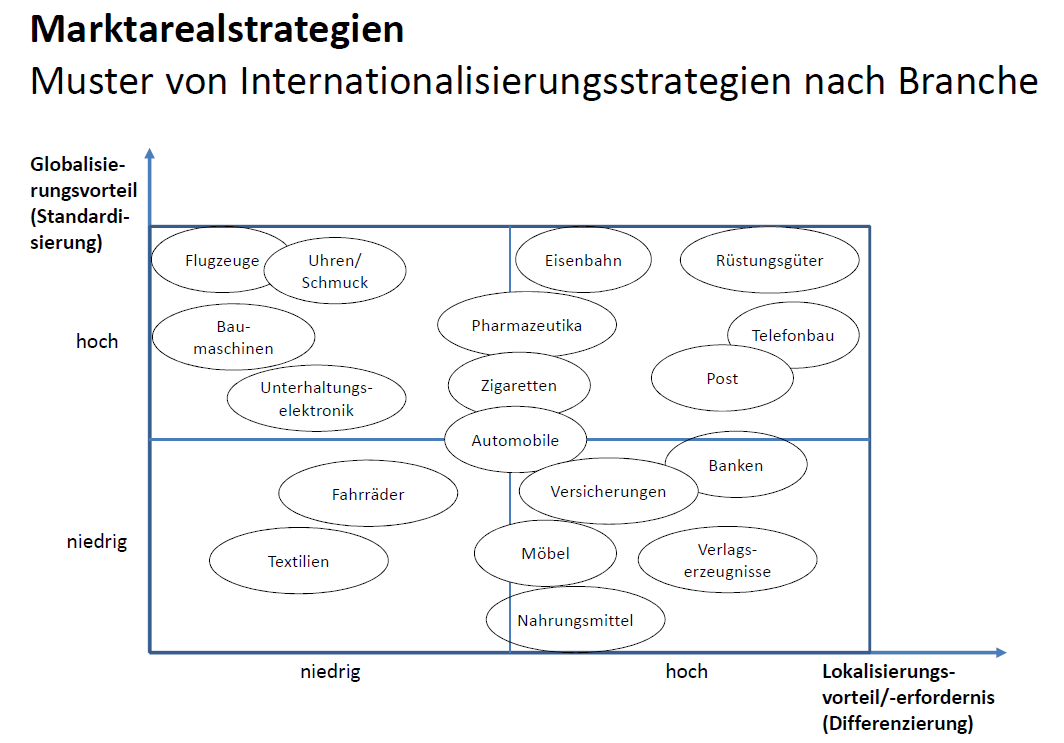 Marktarealstrategien
Muster von Internationalisierungsstrategien nach Branche
Globalisie-
rungsvorteil
(Standardi-
sierung)
Flugzeuge
Uhren/
Schmuck
Eisenbahn
Rüstungsgüter
hoch
Bau-
maschinen
Pharmazeutika
Telefonbau
Unterhaltungs-
elektronik
Zigaretten
Post
Automobile
Fahrräder
Versicherungen
Banken
niedrig
Textilien
Möbel
Verlags-
erzeugnisse
Nahrungsmittel
niedrig
hoch
Lokalisierungs-
vorteil/-erfordernis
(Differenzierung)